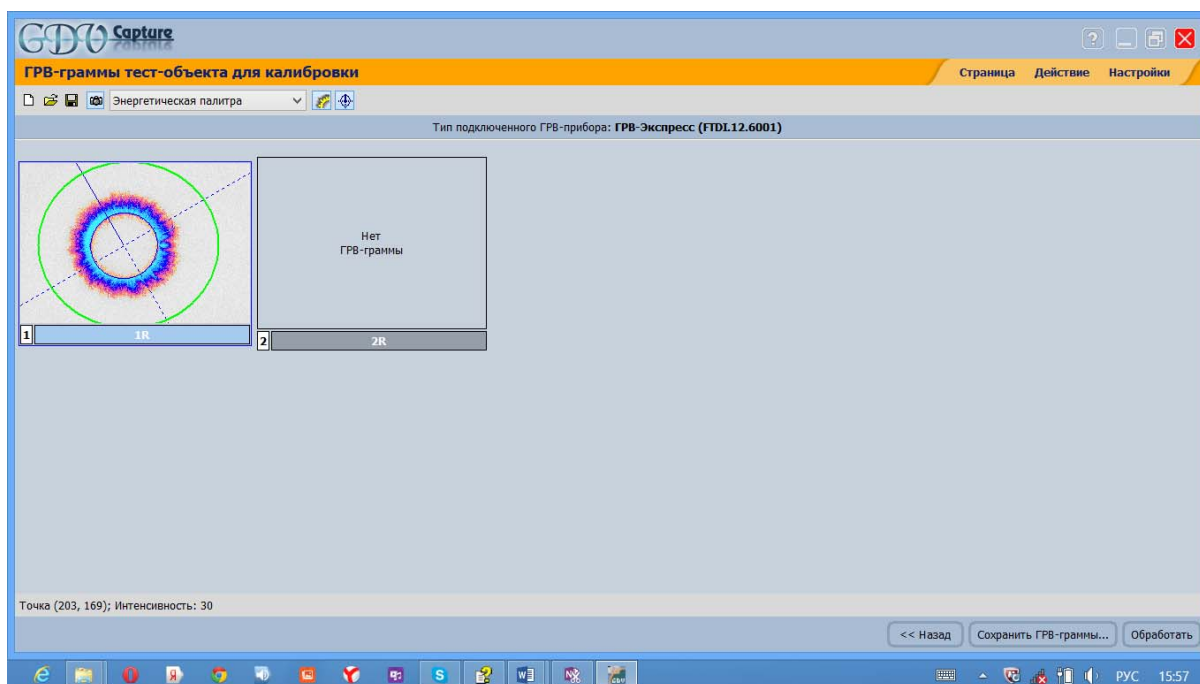 GDV Capture
ГРВ-граммы тест-объекта для калибровки
Страница Действие Настройки
Энергетическая палитра
Тип подключенного ГРВ-прибора: ГРВ-Экспресс (FTDI.12.6001)
Нет
ГРВ-граммы
1 1R
2 2R
Точка (203, 169); Интенсивность: 30
<< Назад Сохранить ГРВ-граммы... Обработать
РУС 15:57